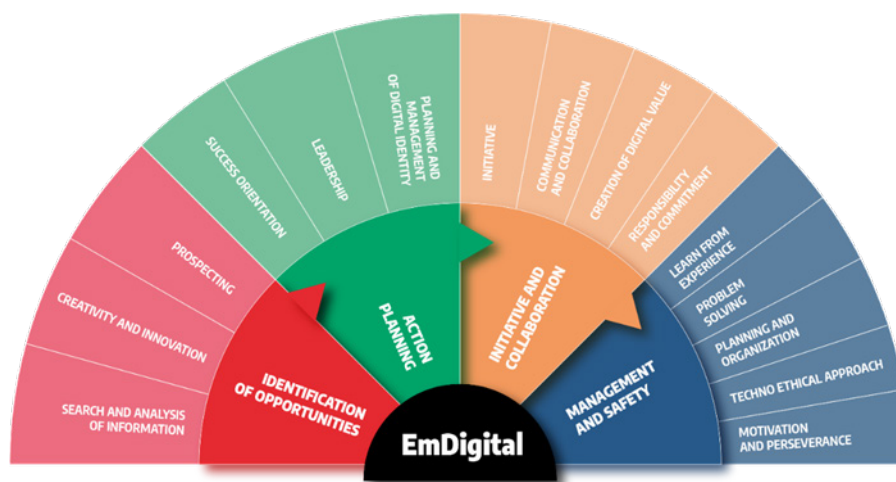 SEARCH AND ANALYSIS
OF INFORMATION
CREATIVITY AND INNOVATION
PROSPECTING
SUCCESS ORIENTATION
LEADERSHIP
PLANNING AND
MANAGEMENT
OF DIGITAL IDENTITY
INITIATIVE
COMMUNICATION
AND COLLABORATION
CREATION OF DIGITAL VALUE
RESPONSIBILITY
AND COMMITMENT
LEARN FROM
EXPERIENCE
PROBLEM
SOLVING
PLANNING AND
ORGANIZATION
TECHNO ETHICAL APPROACH
MOTIVATION
AND PERSEVERANCE
IDENTIFICATION
OF OPPORTUNITIES
ACTION
PLANNING
INITIATIVE AND
COLLABORATION
MANAGEMENT
AND SAFETY
EmDigital